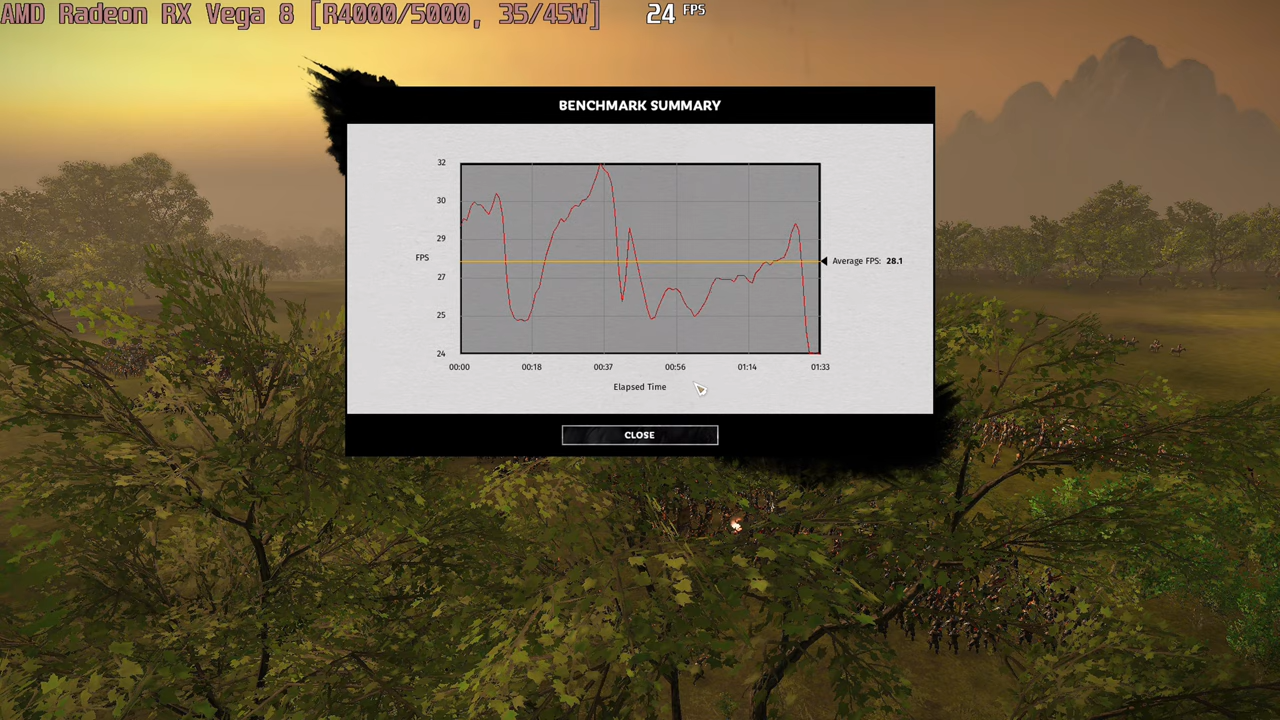 AMD Radeon RX Vega 8 [R4000/5000, 35/45W] 24 FPS
BENCHMARK SUMMARY
32
30
29
FPS
Average FPS: 28.1
27
25
24
00:00 00:18 00:37 00:56 01:14 01:33
Elapsed Time
CLOSE